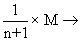 1/(n+1) × M →